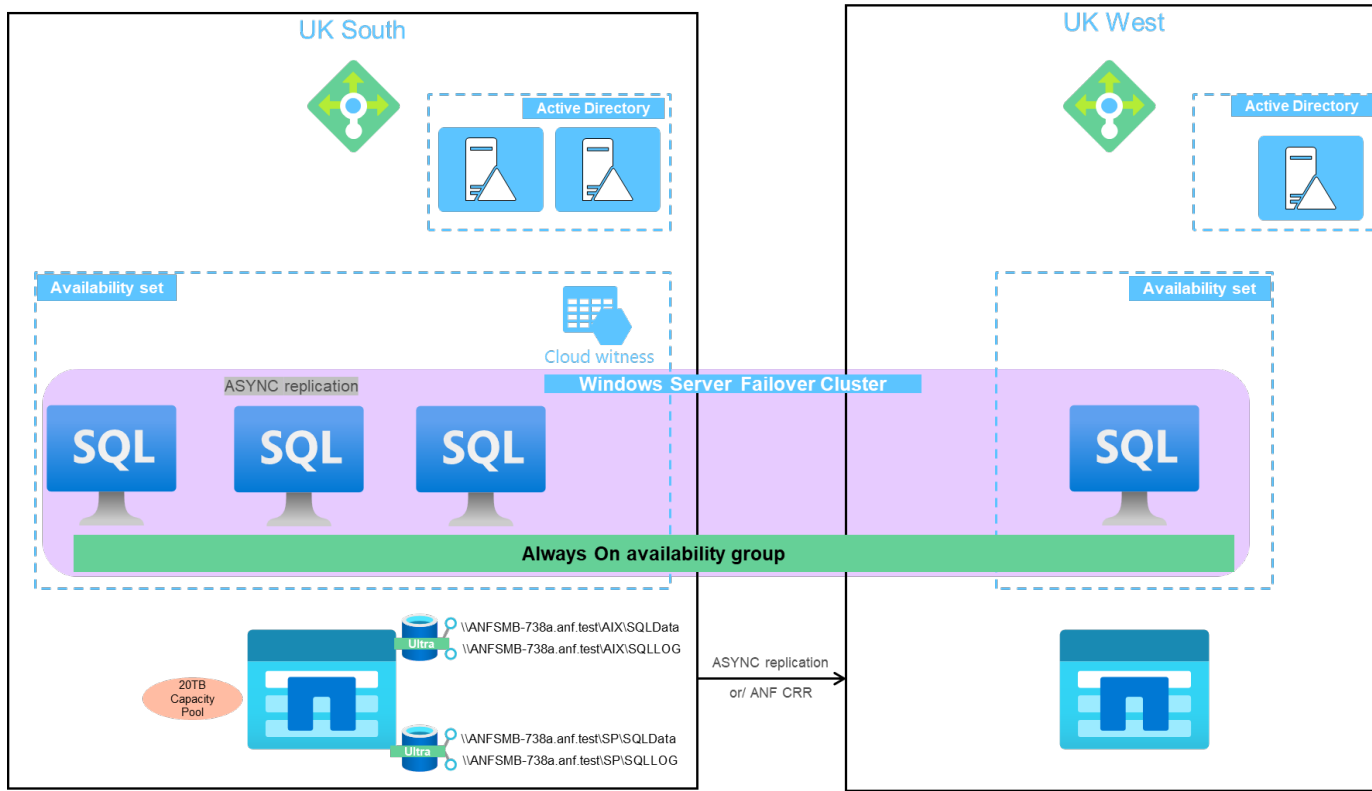 UK South
UK West
Active Directory
Active Directory
Availability set
Availability set
Cloud witness
ASYNC replication
Windows Server Failover Cluster
SQL
SQL
SQL
SQL
Always On availability group
Ultra
\\ANFSMB-738a.anf.test\AIX\SQLData
\\ANFSMB-738a.anf.test\AIX\SQLLOG
ASYNC replication
or/ ANF CRR
20TB
Capacity
Pool
Ultra
\\ANFSMB-738a.anf.test\SP\SQLData
\\ANFSMB-738a.anf.test\SP\SQLLOG